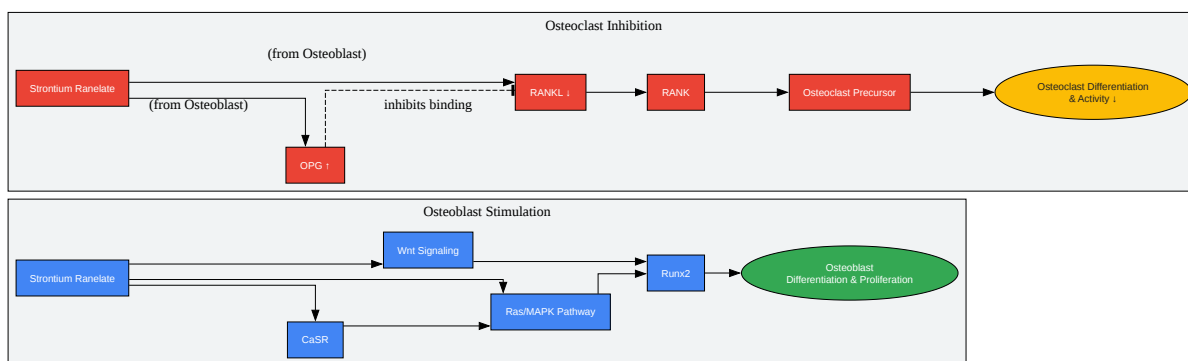 Osteoclast Inhibition
(from Osteoblast)
Strontium Ranelate
(from Osteoblast)
inhibits binding
RANKL ↓
RANK
Osteoclast Precursor
Osteoclast Differentiation
& Activity ↓
OPG ↑
Osteoblast Stimulation
Strontium Ranelate
Wnt Signaling
Runx2
Osteoblast
Differentiation & Proliferation
Ras/MAPK Pathway
CaSR